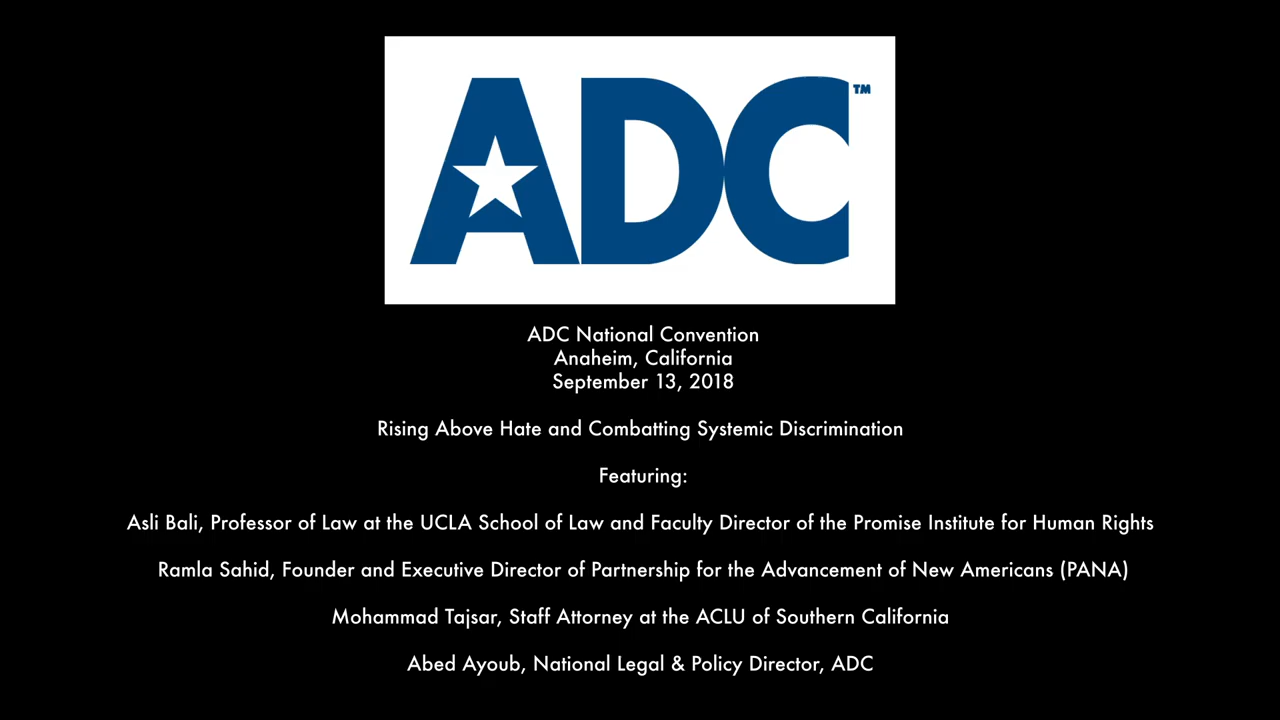 ADC™
ADC National Convention
Anaheim, California
September 13, 2018
Rising Above Hate and Combatting Systemic Discrimination
Featuring:
Asli Bali, Professor of Law at the UCLA School of Law and Faculty Director of the Promise Institute for Human Rights
Ramla Sahid, Founder and Executive Director of Partnership for the Advancement of New Americans (PANA)
Mohammad Tajsar, Staff Attorney at the ACLU of Southern California
Abed Ayoub, National Legal & Policy Director, ADC